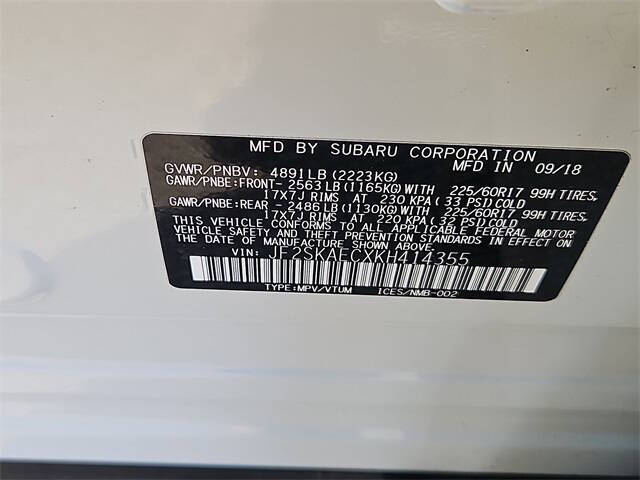 MFD BY SUBARU CORPORATION MFD IN 09/18
GVWR/PNBV: 4891LB(2223KG)
GAWR/PNBE:FRONT-2563LB(1165KG)WITH 225/60R17 99H TIRES,
17X7J RIMS AT 230 KPA(33 PSI)COLD
GAWR/PNBE:REAR -2486LB(1130KG)WITH 225/60R17 99H TIRES,
17X7J RIMS AT 220 KPA(32 PSI)COLD
THIS VEHICLE CONFORMS TO ALL APPLICABLE FEDERAL MOTOR
VEHICLE SAFETY AND BUMPER STANDARDS IN EFFECT ON THE
DATE OF MANUFACTURE SHOWN ABOVE.
VIN: JF2SKAECXKH414355
TYPE:MPV/VTUM ICES/NMB-002